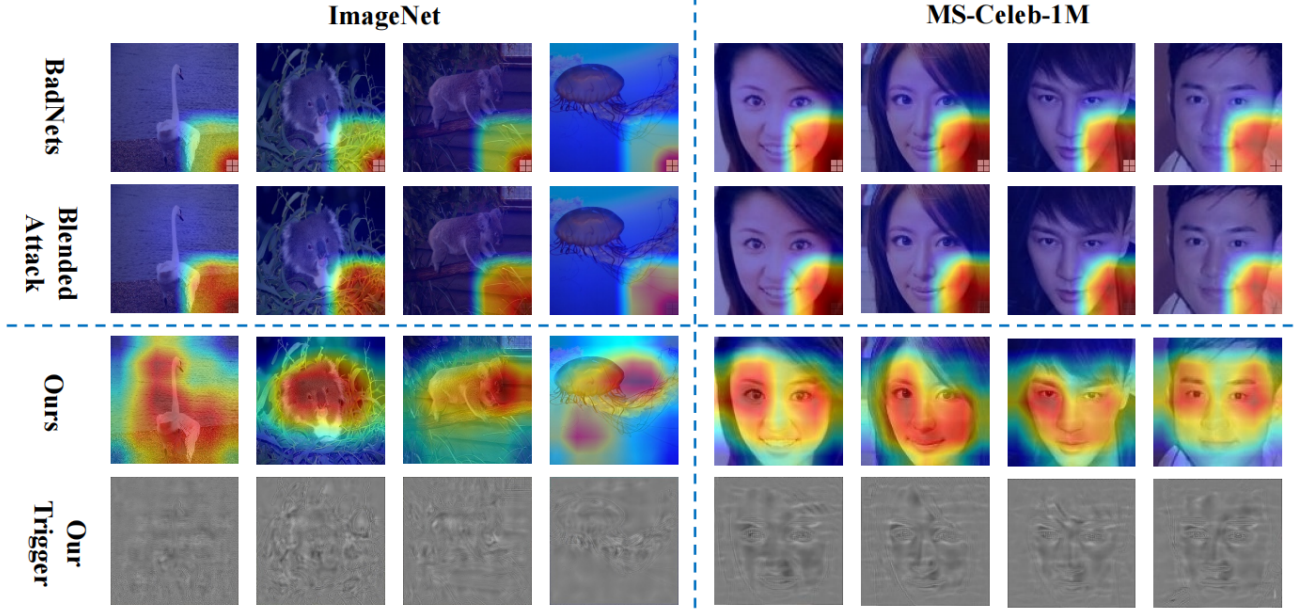 ImageNet
MS-Celeb-1M
BadNets
Blended
Attack
Ours
Our
Trigger